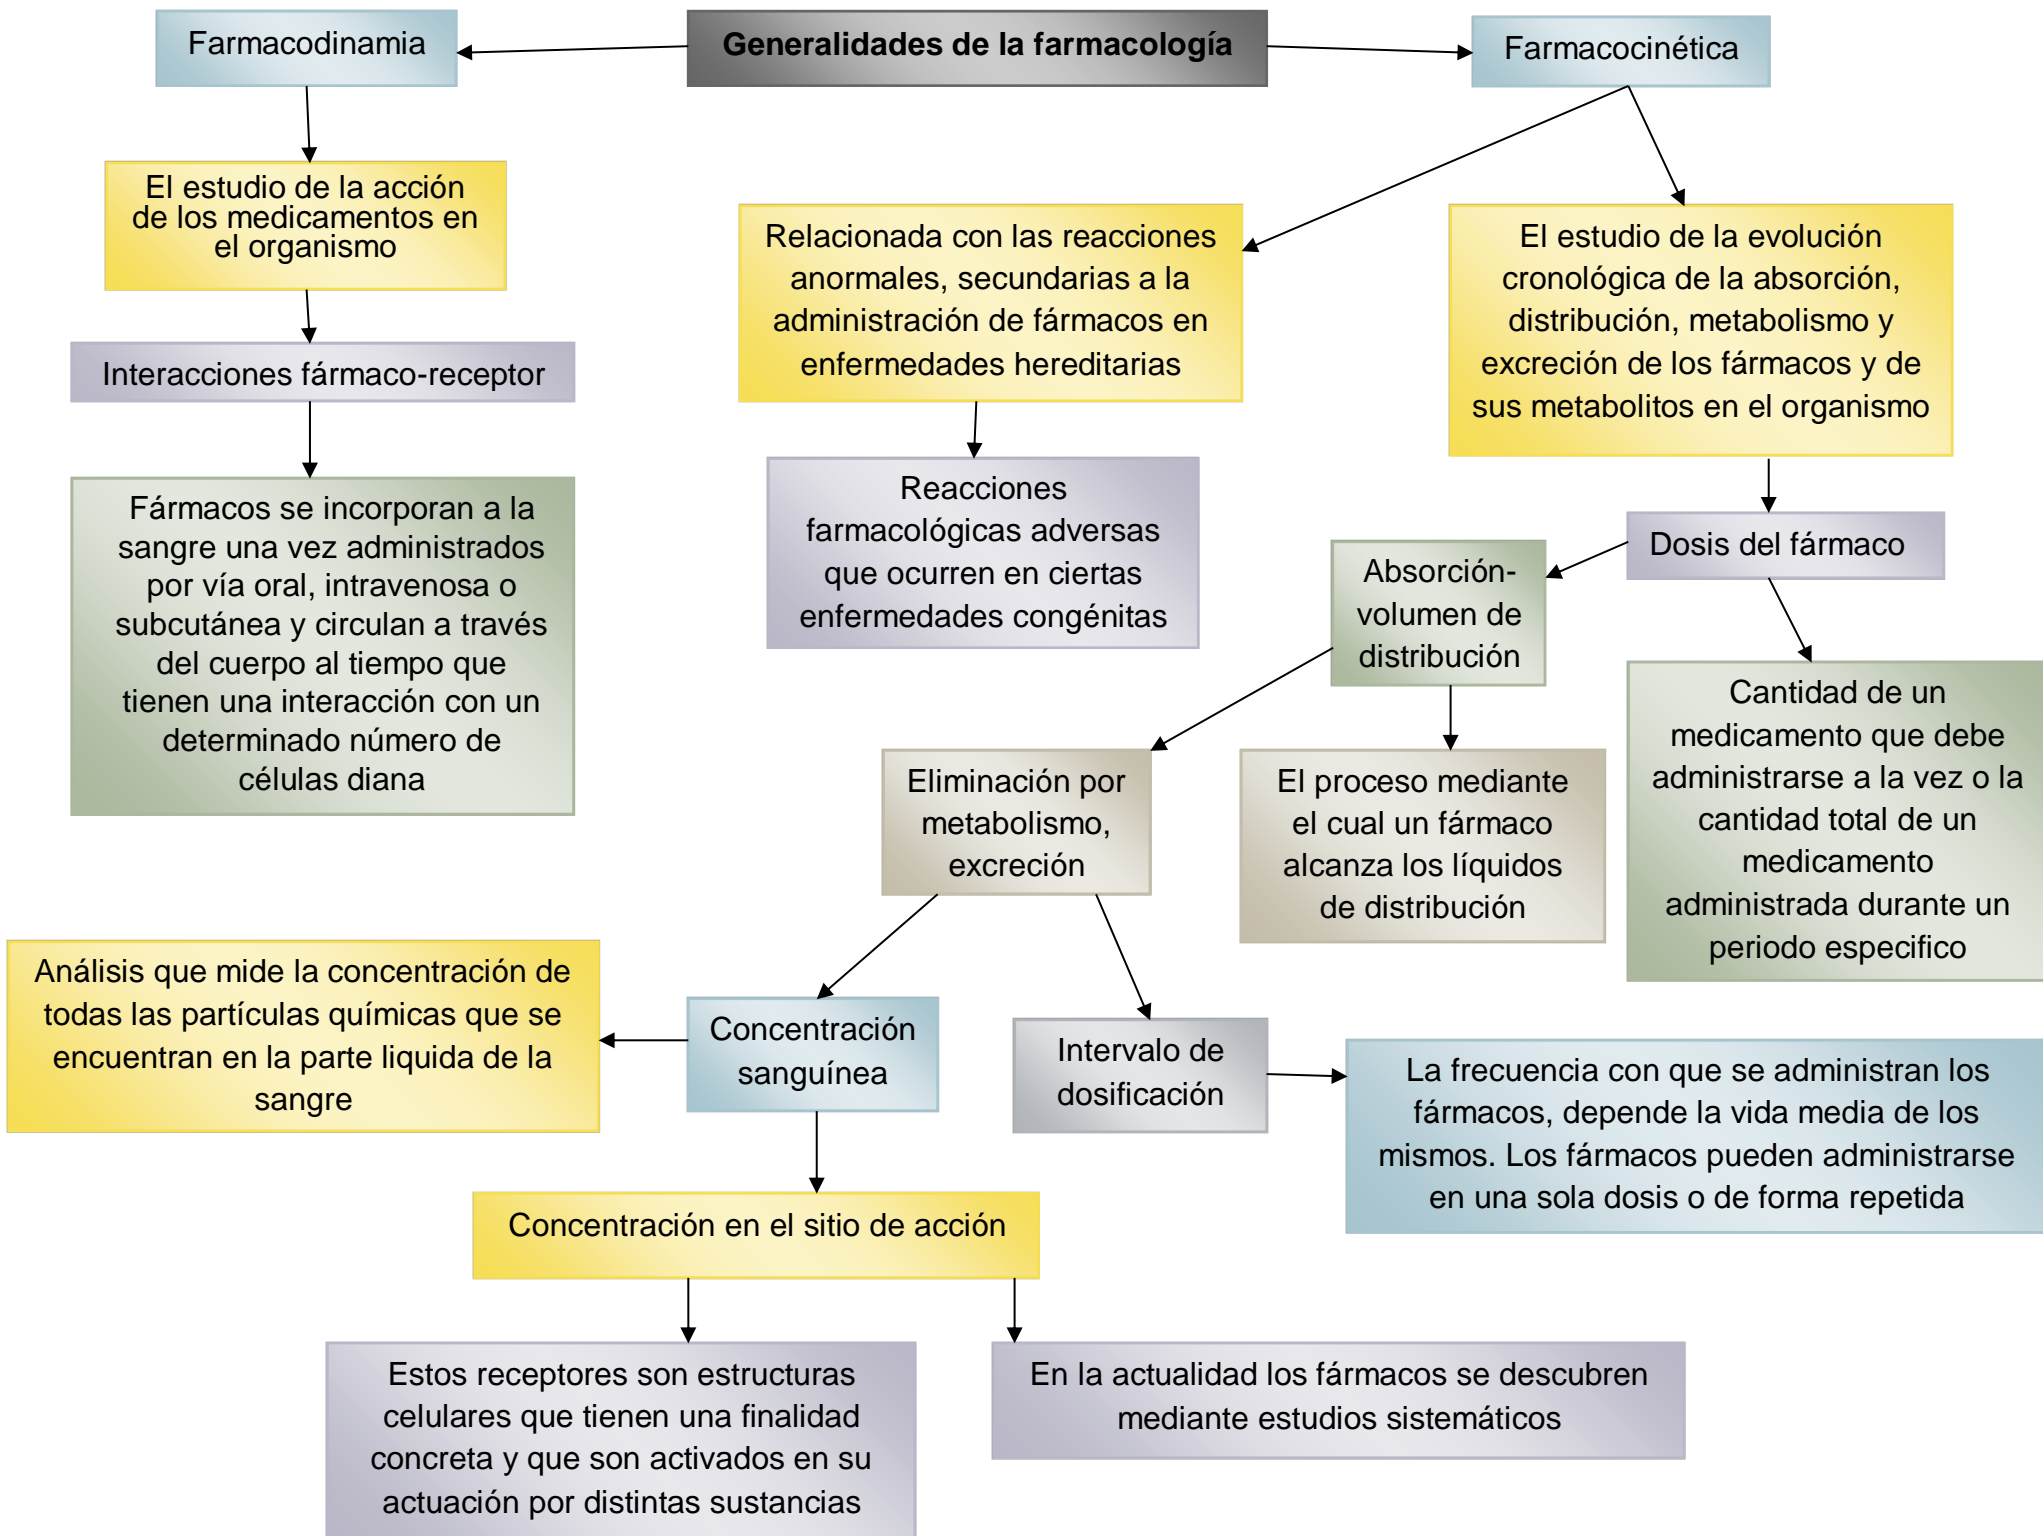 Farmacodinamia
Generalidades de la farmacología
Farmacocinética
El estudio de la acción
de los medicamentos en
el organismo
Relacionada con las reacciones
anormales, secundarias a la
administración de fármacos en
enfermedades hereditarias
El estudio de la evolución
cronológica de la absorción,
distribución, metabolismo y
excreción de los fármacos y de
sus metabolitos en el organismo
Interacciones fármaco-receptor
Fármacos se incorporan a la
sangre una vez administrados
por vía oral, intravenosa o
subcutánea y circulan a través
del cuerpo al tiempo que
tienen una interacción con un
determinado número de
células diana
Reacciones
farmacológicas adversas
que ocurren en ciertas
enfermedades congénitas
Dosis del fármaco
Absorción-
volumen de
distribución
Cantidad de un
medicamento que debe
administrarse a la vez o la
cantidad total de un
medicamento
administrada durante un
periodo especifico
Eliminación por
metabolismo,
excreción
El proceso mediante
el cual un fármaco
alcanza los líquidos
de distribución
Análisis que mide la concentración de
todas las partículas químicas que se
encuentran en la parte liquida de la
sangre
Concentración
sanguínea
Intervalo de
dosificación
La frecuencia con que se administran los
fármacos, depende la vida media de los
mismos. Los fármacos pueden administrarse
en una sola dosis o de forma repetida
Concentración en el sitio de acción
Estos receptores son estructuras
celulares que tienen una finalidad
concreta y que son activados en su
actuación por distintas sustancias
En la actualidad los fármacos se descubren
mediante estudios sistemáticos